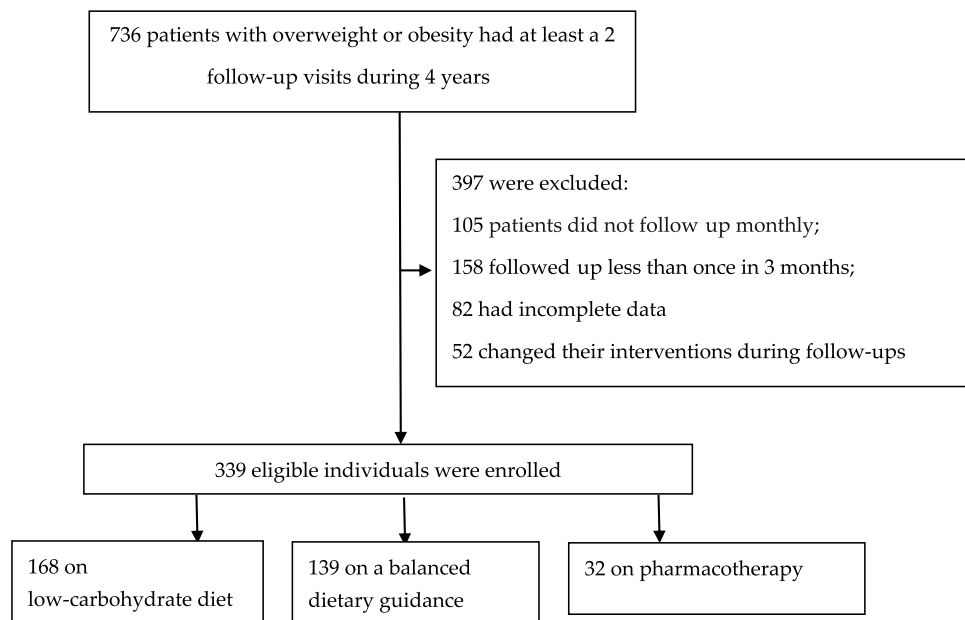 736 patients with overweight or obesity had at least a 2
follow-up visits during 4 years
397 were excluded:
105 patients did not follow up monthly;
158 followed up less than once in 3 months;
82 had incomplete data
52 changed their interventions during follow-ups
339 eligible individuals were enrolled
168 on
low-carbohydrate diet
139 on a balanced
dietary guidance
32 on pharmacotherapy